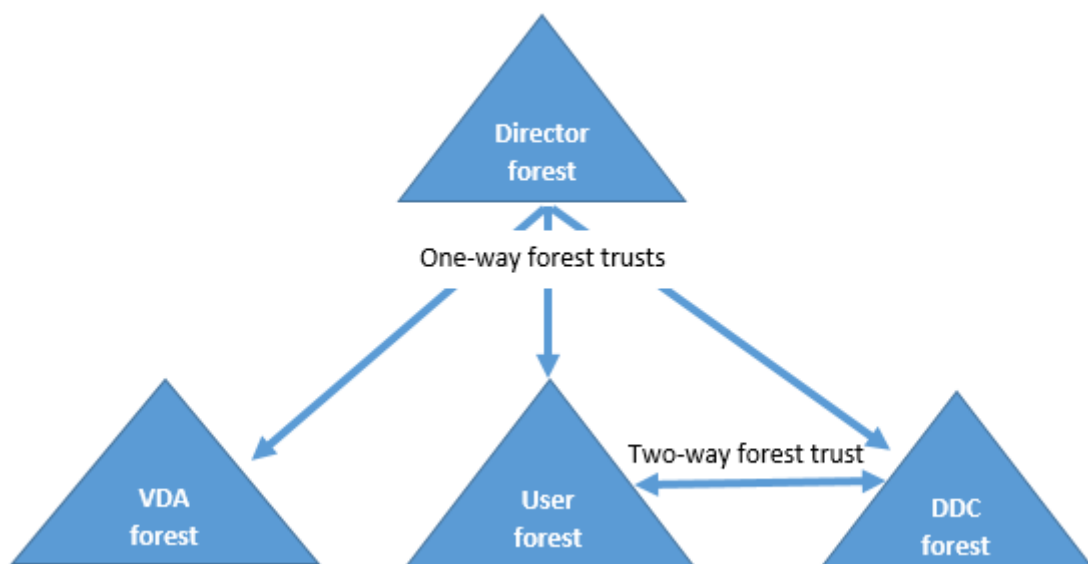 Director
forest
One-way forest trusts
Two-way forest trust
VDA
forest
User
forest
DDC
forest